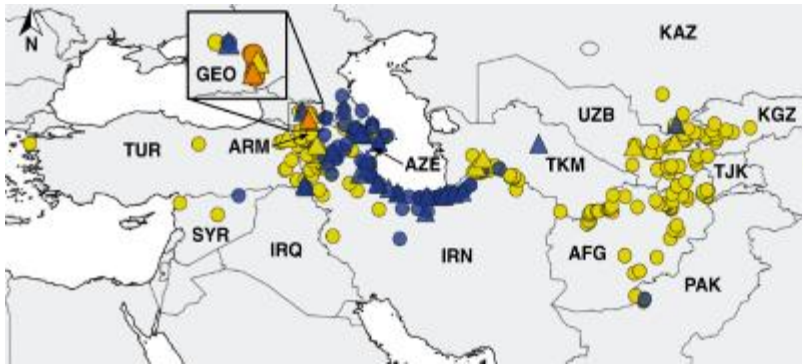 KAZ
N
GEO
UZB
KGZ
TUR
ARM
AZE
TKM
TJK
SYR
IRQ
IRN
AFG
PAK